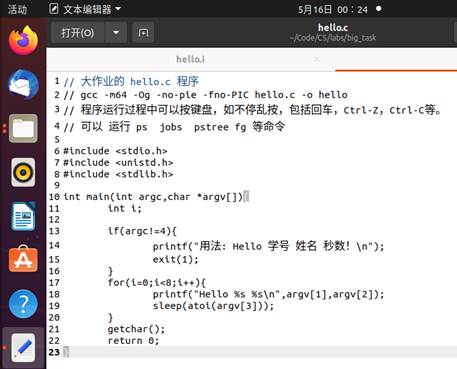 活动
文本编辑器
5月16日 00：24
打开(O)
hello.c
~/Code/CS/labs/big_task
hello.i
1 // 大作业的 hello.c 程序
2 // gcc -m64 -Og -no-pie -fno-PIC hello.c -o hello
3 // 程序运行过程中可以按键盘，如不停乱按，包括回车，Ctrl-Z，Ctrl-C等。
4 // 可以 运行 ps  jobs  pstree fg 等命令
5
6 #include <stdio.h>
7 #include <unistd.h>
8 #include <stdlib.h>
9
10 int main(int argc,char *argv[]){
11         int i;
12
13         if(argc!=4){
14                 printf("用法: Hello 学号 姓名 秒数！\n");
15                 exit(1);
16         }
17         for(i=0;i<8;i++){
18                 printf("Hello %s %s\n",argv[1],argv[2]);
19                 sleep(atoi(argv[3]));
20         }
21         getchar();
22         return 0;
23 }